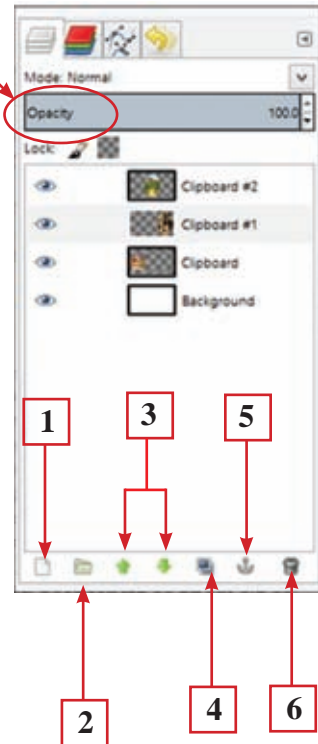 Mode: Normal
Opacity 100.0
Lock:
Clipboard #2
Clipboard #1
Clipboard
Background
1 3 5
2 4 6